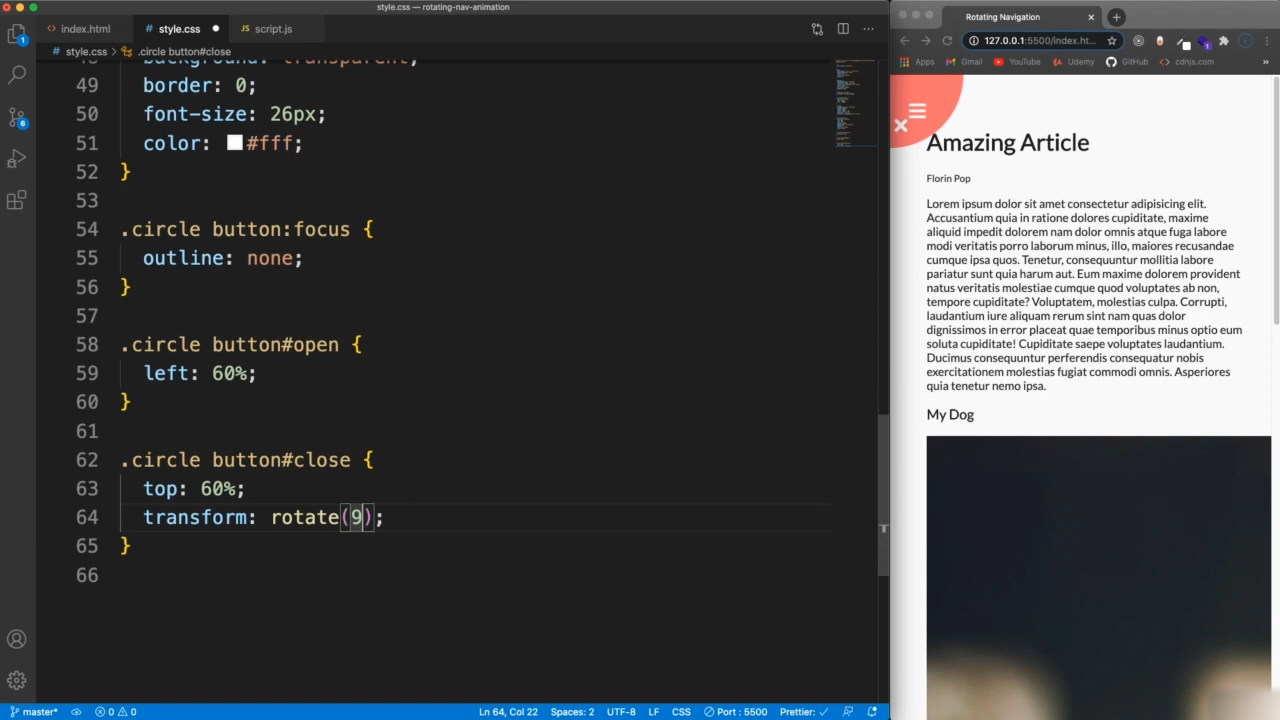 style.css — rotating-nav-animation
index.html
style.css
script.js
style.css > .circle button#close
48 background: transparent;
49 border: 0;
50 font-size: 26px;
51 color: #fff;
52 }
53
54 .circle button:focus {
55 outline: none;
56 }
57
58 .circle button#open {
59 left: 60%;
60 }
61
62 .circle button#close {
63 top: 60%;
64 transform: rotate(9);
65 }
66
master*
0 0
Ln 64, Col 22
Spaces: 2
UTF-8
LF
CSS
Port : 5500
Prettier: ✓
Rotating Navigation
127.0.0.1:5500/index.ht...
Apps
Gmail
YouTube
Udemy
GitHub
cdnjs.com
»
Amazing Article
Florin Pop
Lorem ipsum dolor sit amet consectetur adipisicing elit.
Accusantium quia in ratione dolores cupiditate, maxime
aliquid impedit dolorem nam dolor omnis atque fuga labore
modi veritatis porro laborum minus, illo, maiores recusandae
cumque ipsa quos. Tenetur, consequuntur mollitia labore
pariatur sunt quia harum aut. Eum maxime dolorem provident
natus veritatis molestiae cumque quod voluptates ab non,
tempore cupiditate? Voluptatem, molestias culpa. Corrupti,
laudantium iure aliquam rerum sint nam quas dolor
dignissimos in error placeat quae temporibus minus optio eum
soluta cupiditate! Cupiditate saepe voluptates laudantium.
Ducimus consequuntur perferendis consequatur nobis
exercitationem molestias fugiat commodi omnis. Asperiores
quia tenetur nemo ipsa.
My Dog